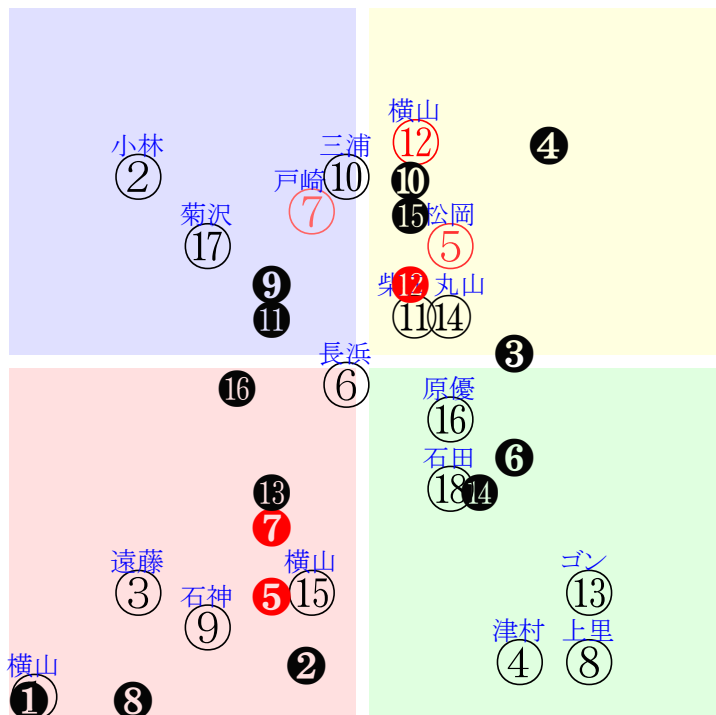 横山
⑫
❹
小林
②
三浦
⑩
❿
戸崎
⑦
⓯
松岡
⑤
菊沢
⑰
❾
⓬
丸山
⓫
⑪
⑭
長浜
⑥
❸
⓰
原優
⑯
石田
⑱
❻
⓮
⓭
❼
遠藤
③
横山
⑮
❺
石神
⑨
ゴン
⑬
津村
④
上里
⑧
❷
横山
❶
❽